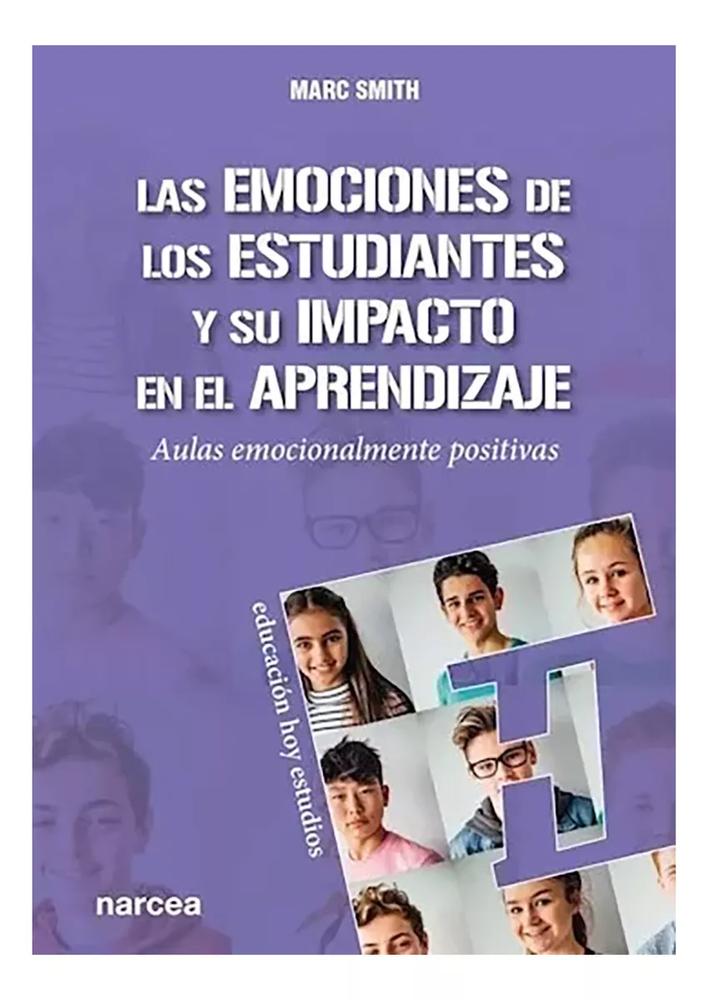 MARC SMITH
LAS EMOCIONES DE
LOS ESTUDIANTES
Y SU IMPACTO
EN EL APRENDIZAJE
Aulas emocionalmente positivas
educación hoy estudios
E
narcea